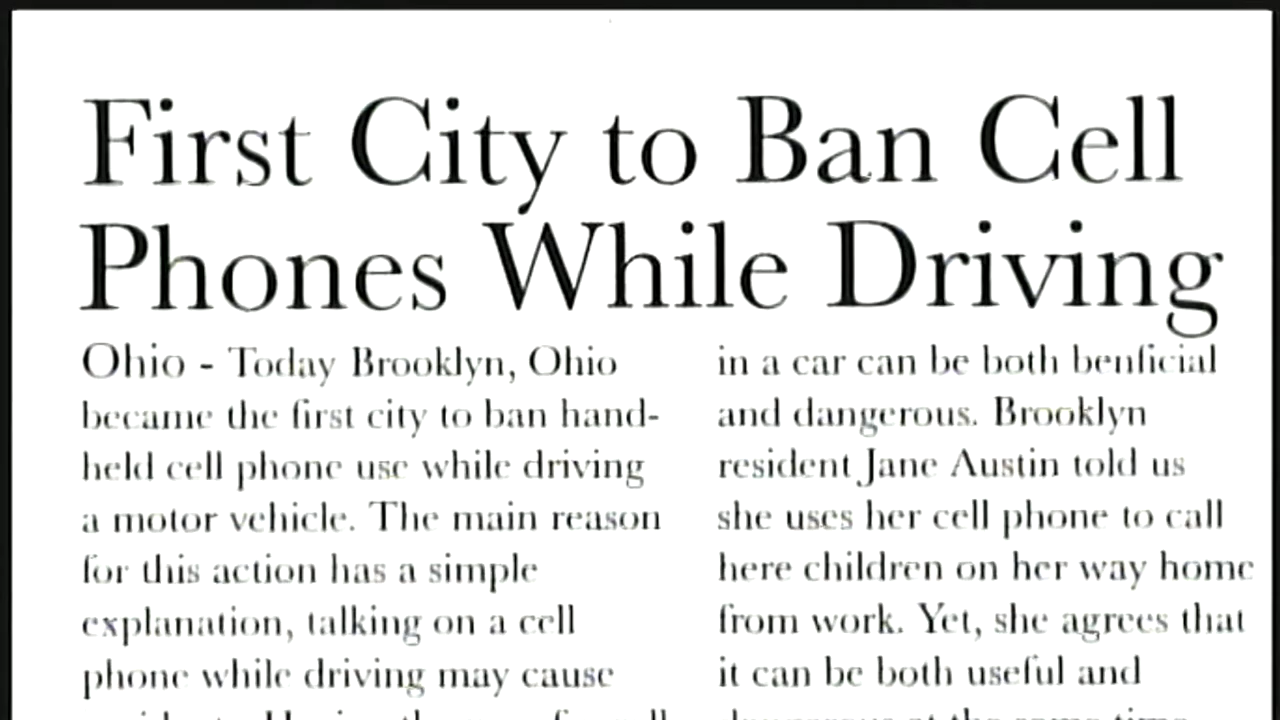 First City to Ban Cell
Phones While Driving
Ohio - Today Brooklyn, Ohio
became the first city to ban hand-
held cell phone use while driving
a motor vehicle. The main reason
for this action has a simple
explanation, talking on a cell
phone while driving may cause
in a car can be both benficial
and dangerous. Brooklyn
resident Jane Austin told us
she uses her cell phone to call
here children on her way home
from work. Yet, she agrees that
it can be both useful and